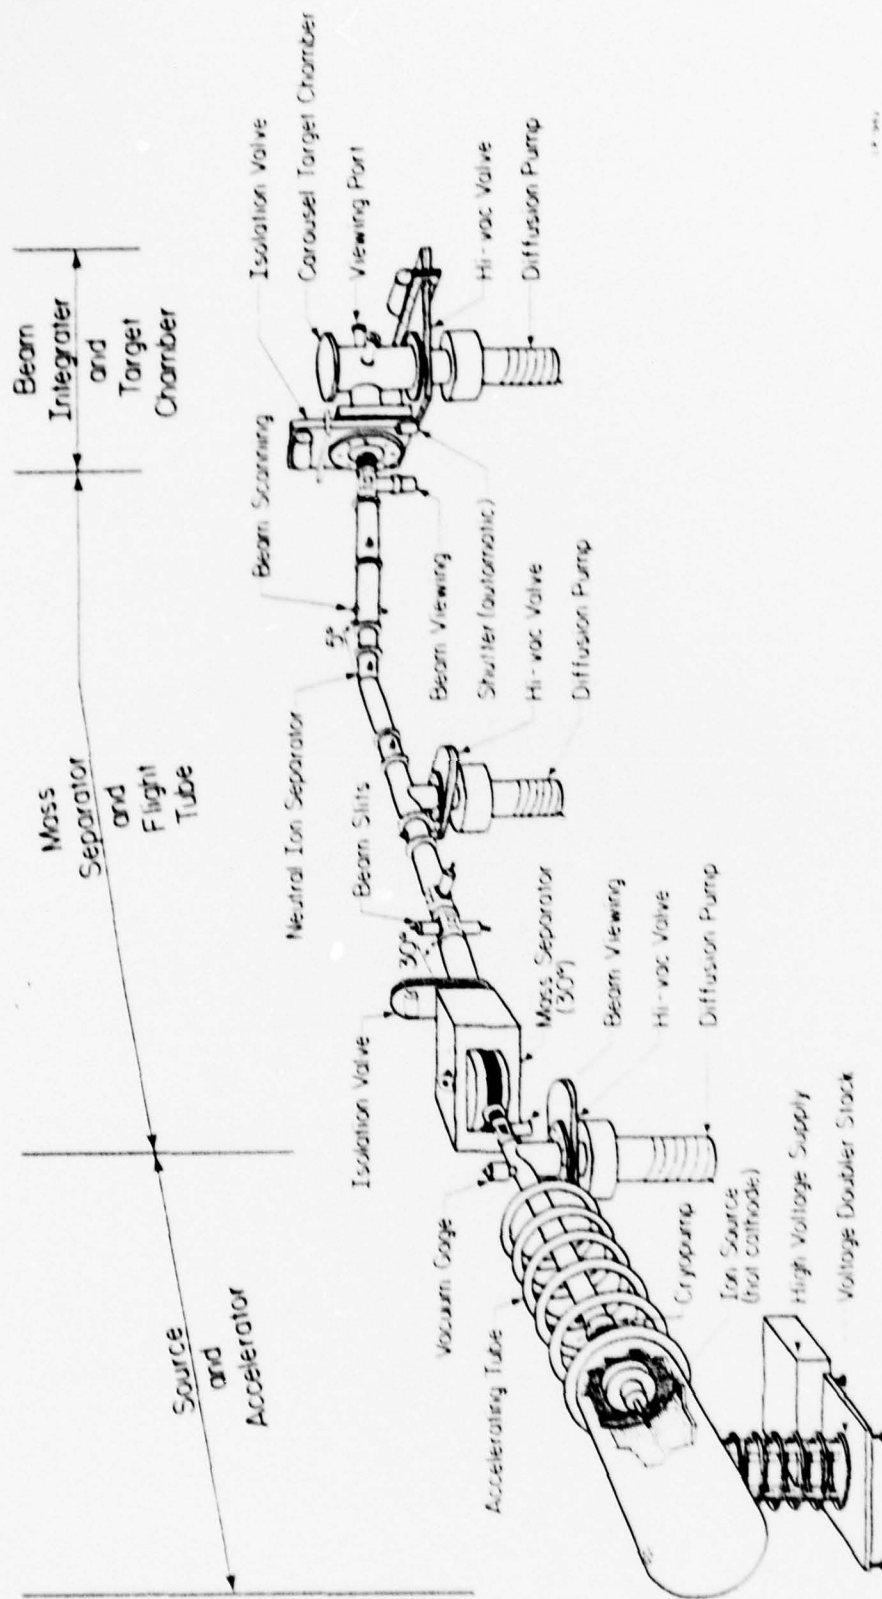 Source
and
Accelerator
Mass
Separator
and
Flight
Tube
Beam
Integrater
and
Target
Chamber
Isolation Valve
Carousel Target Chamber
Viewing Port
Hi-vac Valve
Diffusion Pump
Beam Scanning
5°
Neutral Ion Separator
Beam Viewing
Shutter (automatic)
Hi-vac Valve
Diffusion Pump
Beam Slits
30°
Isolation Valve
Mass Separator
(30°)
Beam Viewing
Hi-vac Valve
Diffusion Pump
Vacuum Gage
Accelerating Tube
Cryopump
Ion Source
(hot cathode)
High Voltage Supply
Voltage Doubler Stack